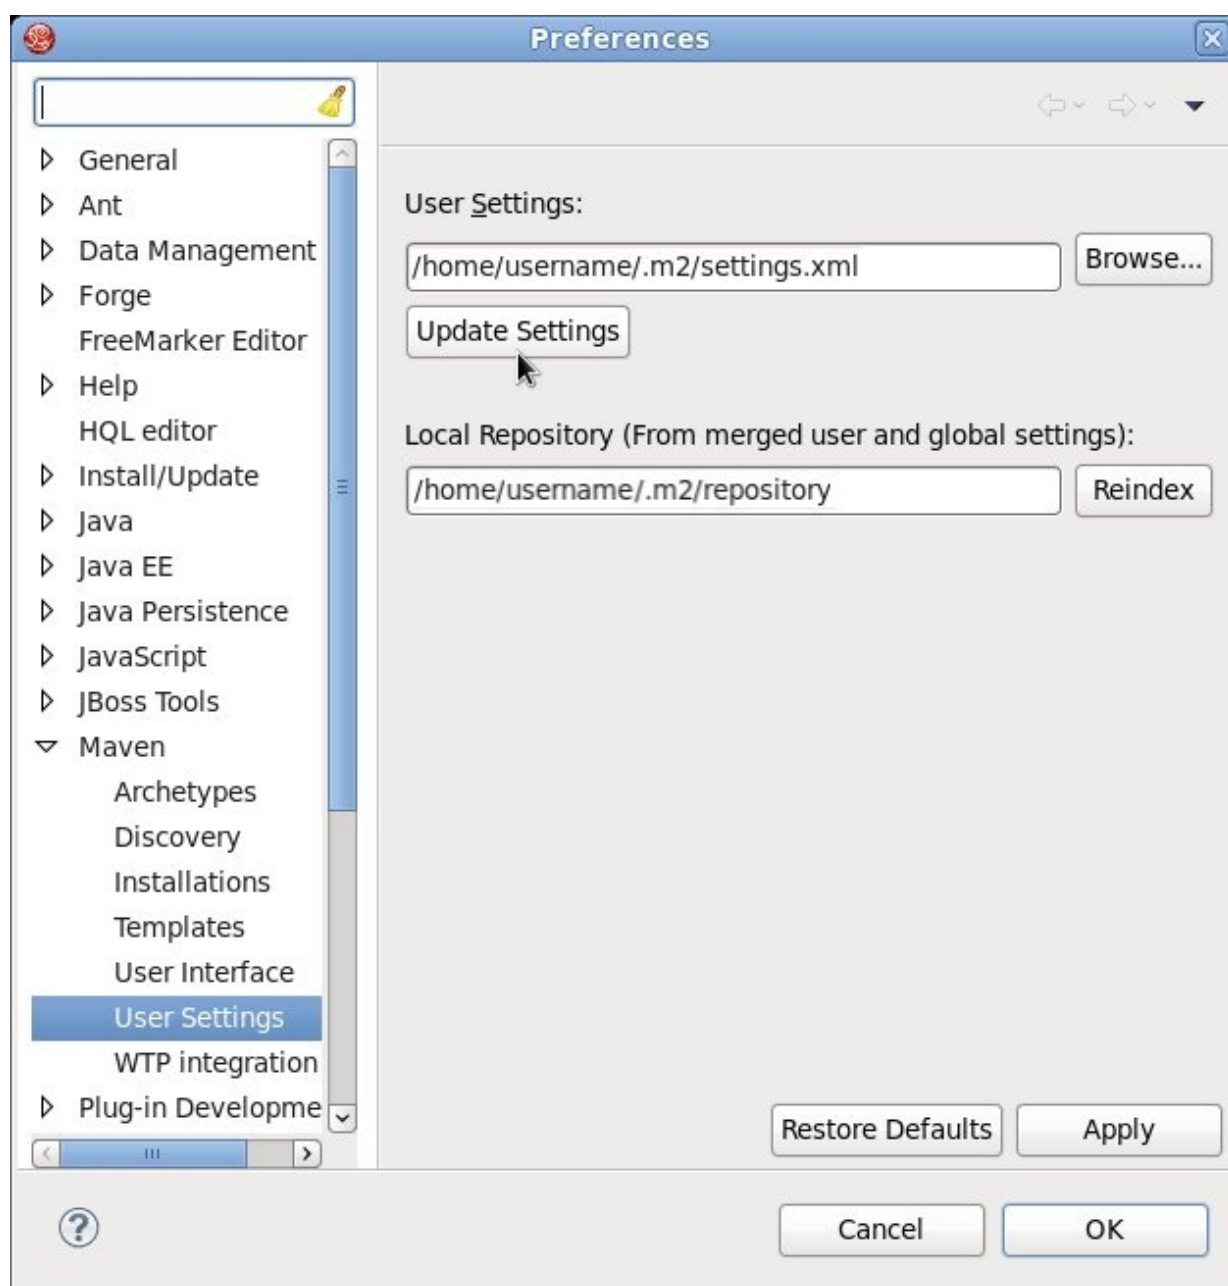 Preferences
General
Ant
Data Management
Forge
FreeMarker Editor
Help
HQL editor
Install/Update
Java
Java EE
Java Persistence
JavaScript
JBoss Tools
Maven
Archetypes
Discovery
Installations
Templates
User Interface
User Settings
WTP integration
Plug-in Developme
User Settings:
/home/username/.m2/settings.xml
Browse...
Update Settings
Local Repository (From merged user and global settings):
/home/username/.m2/repository
Reindex
Restore Defaults
Apply
?
Cancel
OK